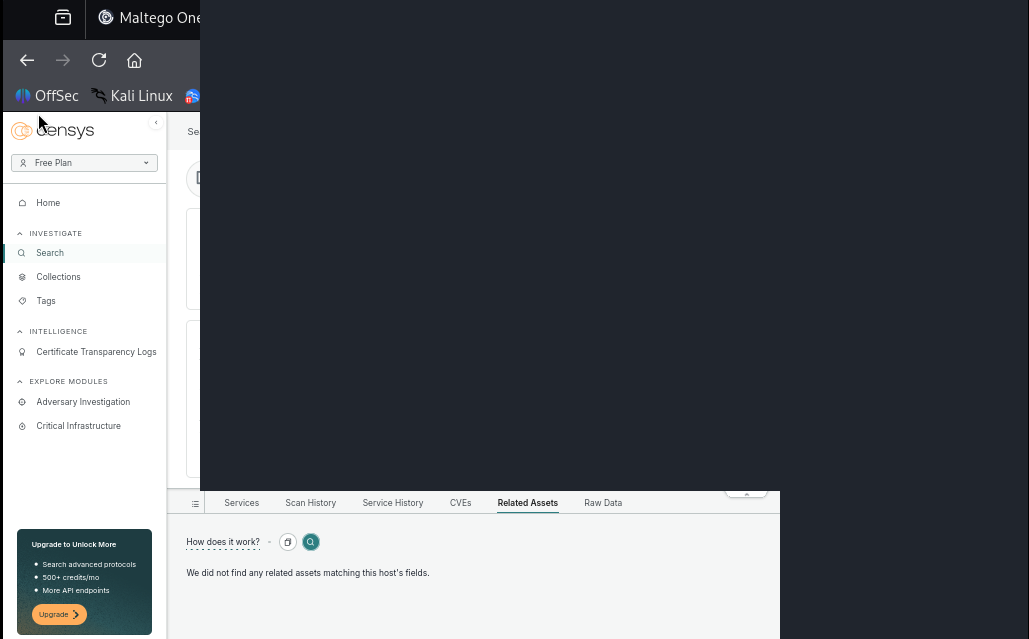 Maltego One
OffSec
Kali Linux
censys
Free Plan
Home
INVESTIGATE
Search
Collections
Tags
INTELLIGENCE
Certificate Transparency Logs
EXPLORE MODULES
Adversary Investigation
Critical Infrastructure
Upgrade to Unlock More
Search advanced protocols
500+ credits/mo
More API endpoints
Upgrade
Services Scan History Service History CVEs Related Assets Raw Data
How does it work? -
We did not find any related assets matching this host's fields.